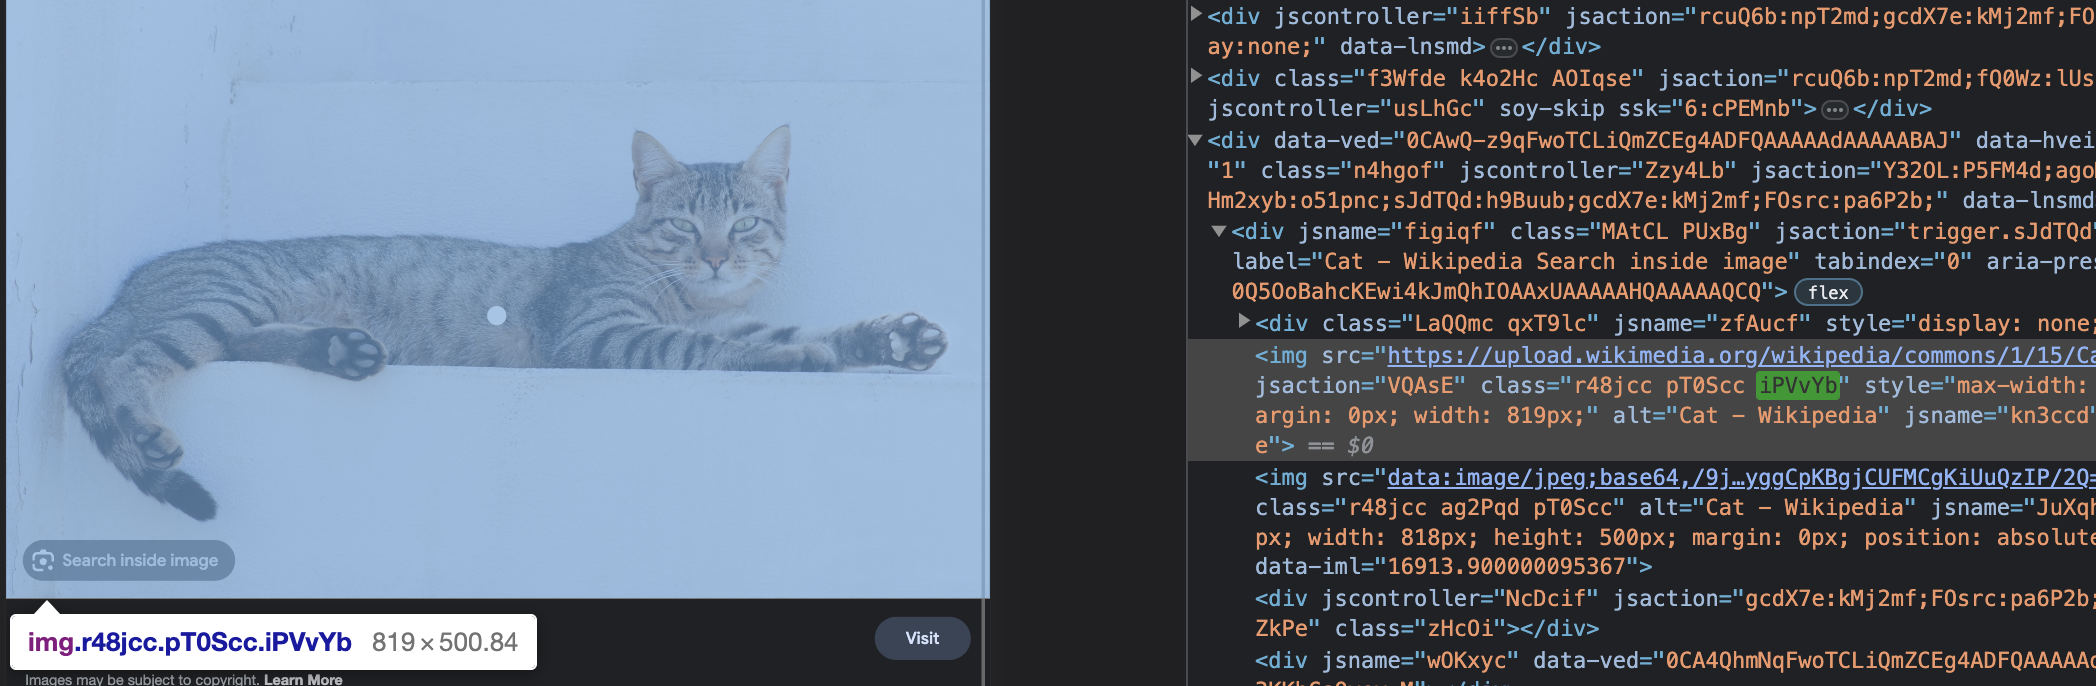 Search inside image
img.r48jcc.pT0Scc.iPVvYb 819 × 500.84
Visit
Images may be subject to copyright. Learn More
<div jscontroller="iiffSb" jsaction="rcuQ6b:npT2md;gcdX7e:kMj2mf;FO
ay:none;" data-lnsmd>…</div>
<div class="f3Wfde k4o2Hc AOIqse" jsaction="rcuQ6b:npT2md;fQ0Wz:lUs
jscontroller="usLhGc" soy-skip ssk="6:cPEMnb">…</div>
<div data-ved="0CAwQ-z9qFwoTCLiQmZCEg4ADFQAAAAAdAAAAABAJ" data-hvei
"1" class="n4hgof" jscontroller="Zzy4Lb" jsaction="Y32OL:P5FM4d;ago
Hm2xyb:o51pnc;sJdTQd:h9Buub;gcdX7e:kMj2mf;FOsrc:pa6P2b;" data-lnsmd
<div jsname="figiqf" class="MAtCL PUxBg" jsaction="trigger.sJdTQd"
label="Cat - Wikipedia Search inside image" tabindex="0" aria-pres
0Q5OoBahcKEwi4kJmQhIOAAxUAAAAAHQAAAAAQCQ"> flex
<div class="LaQQmc qxT9lc" jsname="zfAucf" style="display: none;
<img src="https://upload.wikimedia.org/wikipedia/commons/1/15/Ca
jsaction="VQAsE" class="r48jcc pT0Scc iPVvYb" style="max-width:
argin: 0px; width: 819px;" alt="Cat - Wikipedia" jsname="kn3ccd"
e"> == $0
<img src="data:image/jpeg;base64,/9j…yggCpKBgjCUFMCgKiUuQzIP/2Q=
class="r48jcc ag2Pqd pT0Scc" alt="Cat - Wikipedia" jsname="JuXqh
px; width: 818px; height: 500px; margin: 0px; position: absolute
data-iml="16913.900000095367">
<div jscontroller="NcDcif" jsaction="gcdX7e:kMj2mf;FOsrc:pa6P2b;
ZkPe" class="zHcOi"></div>
<div jsname="wOKxyc" data-ved="0CA4QhmNqFwoTCLiQmZCEg4ADFQAAAAAd